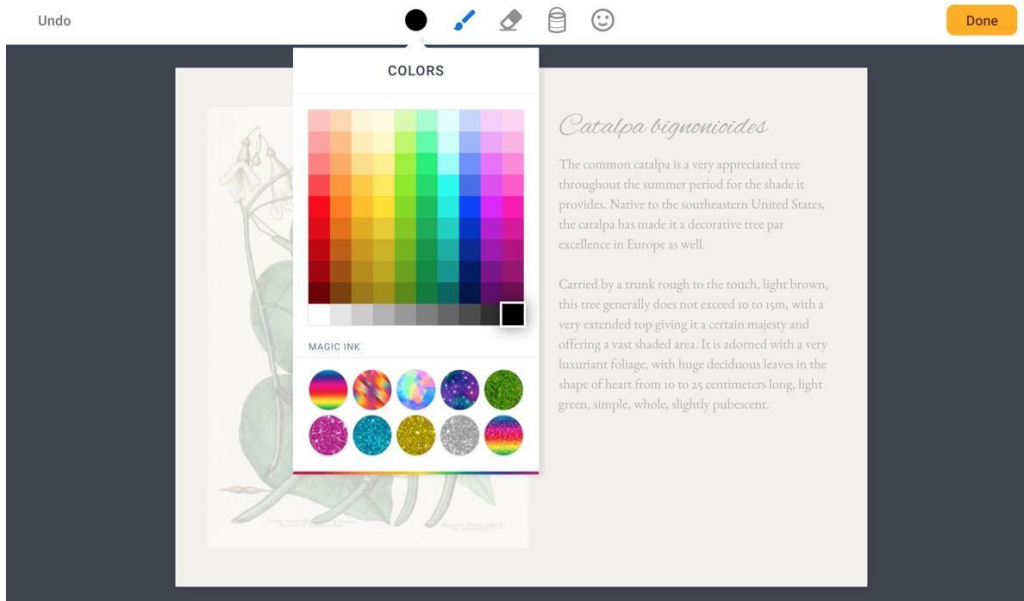 Undo
Done
COLORS
MAGIC INK
Catalpa bignonioides
The common catalpa is a very appreciated tree
throughout the summer period for the shade it
provides. Native to the southeastern United States,
the catalpa has made it a decorative tree par
excellence in Europe as well.
Carried by a trunk rough to the touch, light brown,
this tree generally does not exceed 10 to 15m, with a
very extended top giving it a certain majesty and
offering a vast shaded area. It is adorned with a very
luxuriant foliage, with huge deciduous leaves in the
shape of heart from 10 to 25 centimeters long, light
green, simple, whole, slightly pubescent.